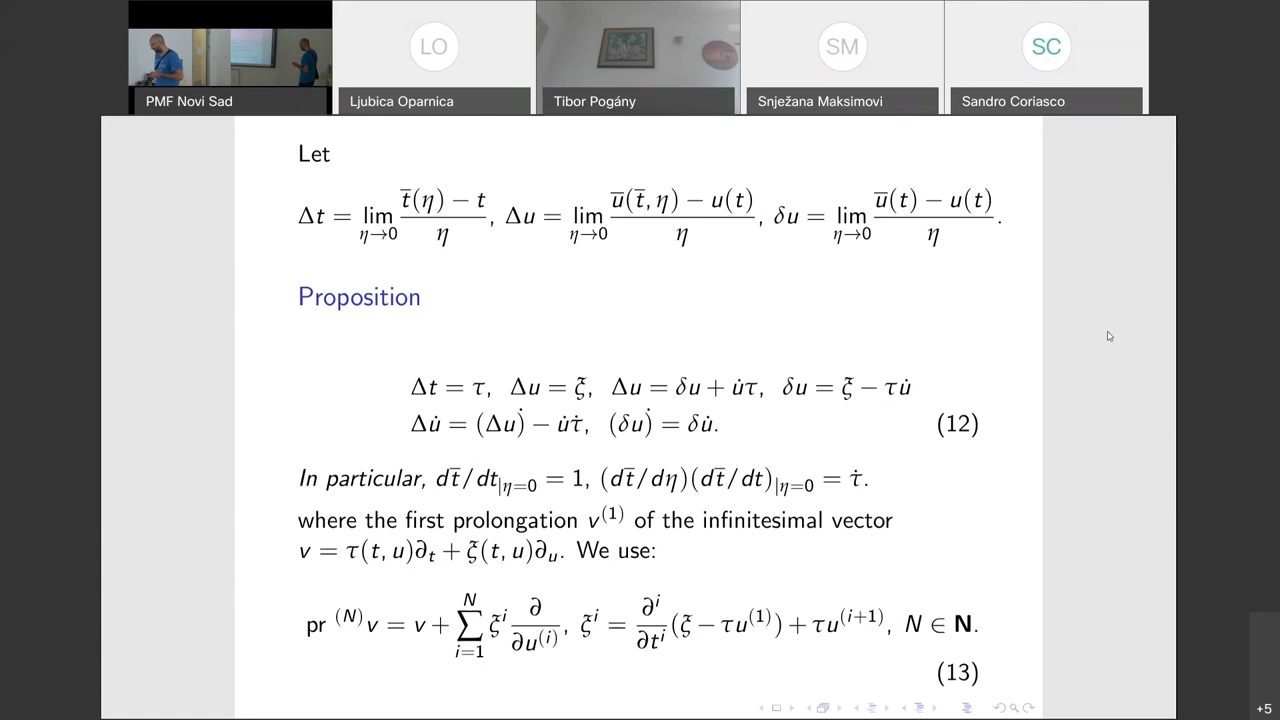 LO
SM
SC
PMF Novi Sad
Ljubica Oparnica
Tibor Pogány
Snježana Maksimovi
Sandro Coriasco
Let
Δt = lim_{η→0} (t̅(η) − t)/η, Δu = lim_{η→0} (u̅(t̅, η) − u(t))/η, δu = lim_{η→0} (u̅(t) − u(t))/η.
Proposition
Δt = τ, Δu = ξ, Δu = δu + u̇τ, δu = ξ − τu̇
Δu̇ = (Δu)˙ − u̇τ̇, (δu)˙ = δu̇. (12)
In particular, dt̅/dt_{|η=0} = 1, (dt̅/dη)(dt̅/dt)_{|η=0} = τ̇.
where the first prolongation v^{(1)} of the infinitesimal vector
v = τ(t, u)∂_t + ξ(t, u)∂_u. We use:
pr ^{(N)}v = v + ∑_{i=1}^{N} ξ^i ∂/∂u^{(i)}, ξ^i = ∂^i/∂t^i (ξ − τu^{(1)}) + τu^{(i+1)}, N ∈ **N**.
(13)
+5